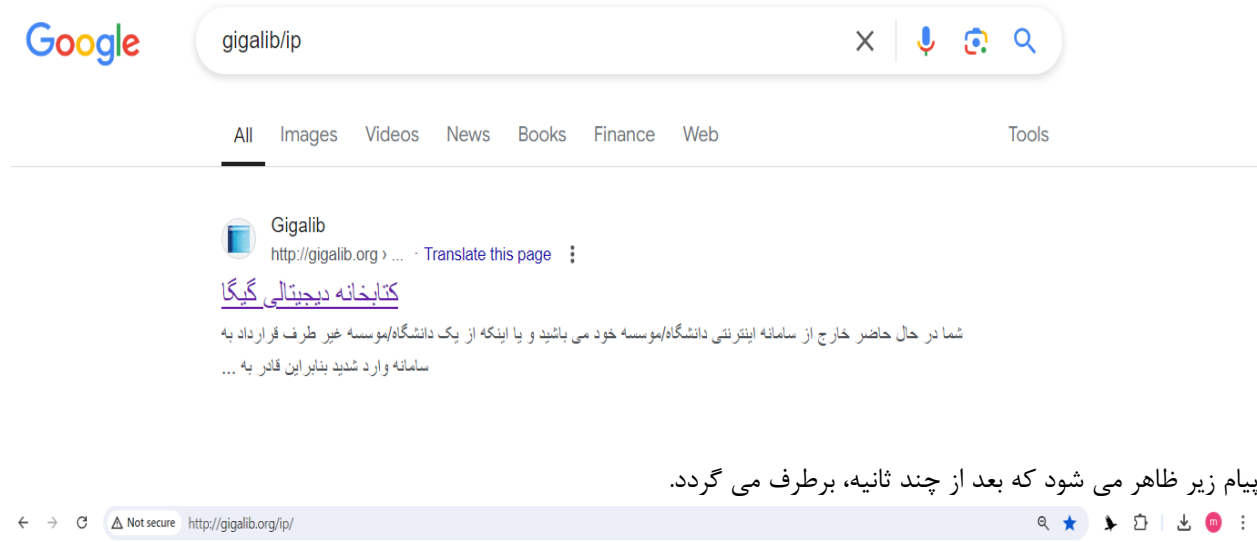 Google
gigalib/ip
All Images Videos News Books Finance Web Tools
Gigalib
http://gigalib.org › ... · Translate this page
کتابخانه دیجیتالی گیگا
شما در حال حاضر خارج از سامانه اینترنتی دانشگاه/موسسه خود می باشید و یا اینکه از یک دانشگاه/موسسه غیر طرف قرارداد به
سامانه وارد شدید بنابراین قادر به ...
پیام زیر ظاهر می شود که بعد از چند ثانیه، برطرف می گردد.
Not secure http://gigalib.org/ip/
m